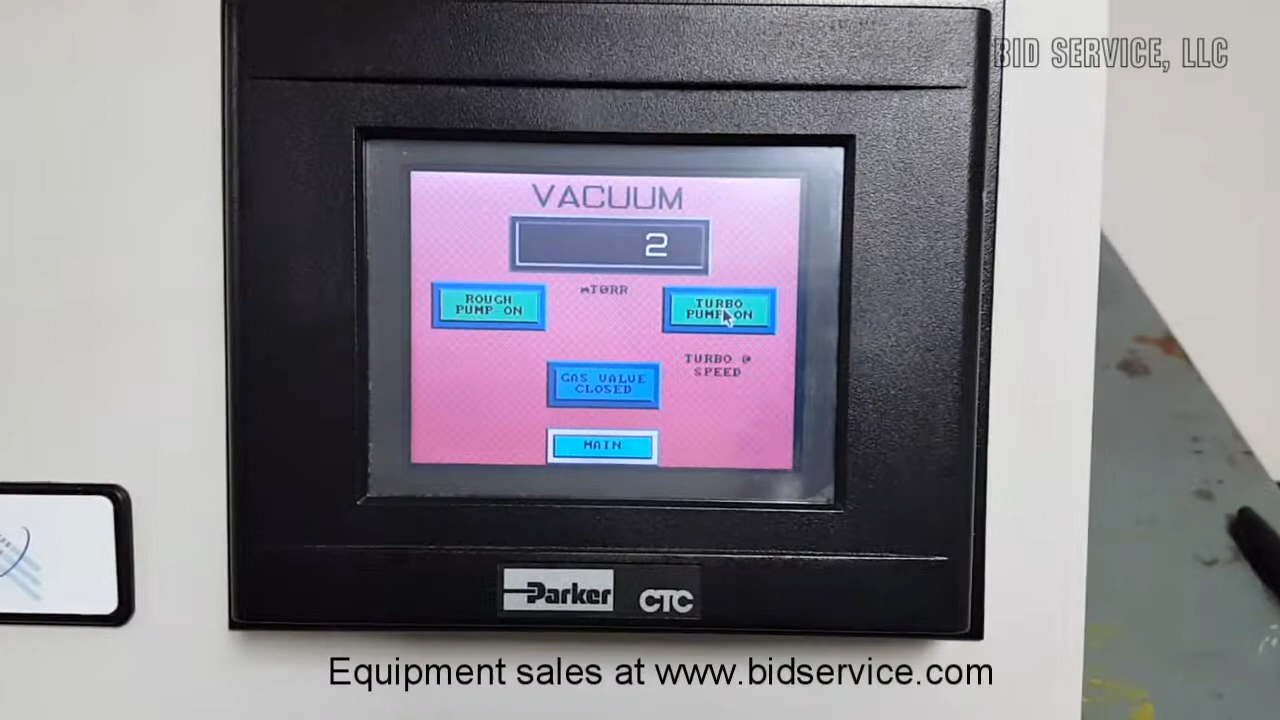 BID SERVICE, LLC
VACUUM
2
mTORR
ROUGH
PUMP ON
TURBO
PUMP ON
TURBO @
SPEED
GAS VALVE
CLOSED
MAIN
Parker
CTC
Equipment sales at www.bidservice.com